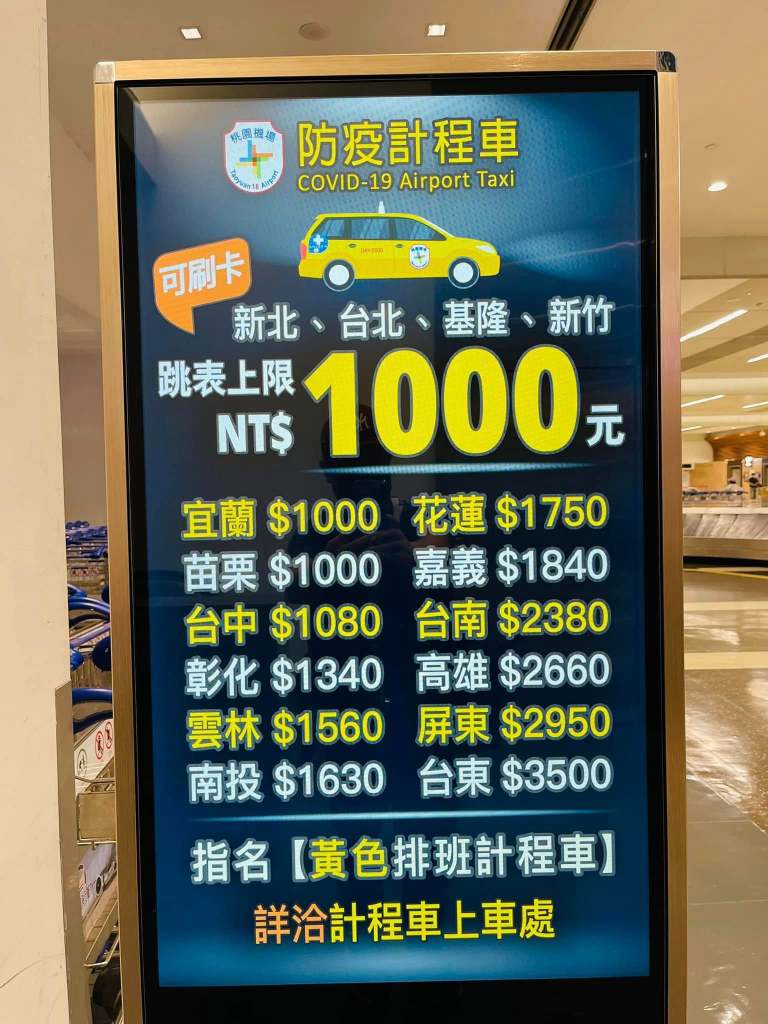 桃園機場
Taoyuan Airport
防疫計程車
COVID-19 Airport Taxi
可刷卡
新北、台北、基隆、新竹
跳表上限
NT$ 1000元
宜蘭 $1000 花蓮 $1750
苗栗 $1000 嘉義 $1840
台中 $1080 台南 $2380
彰化 $1340 高雄 $2660
雲林 $1560 屏東 $2950
南投 $1630 台東 $3500
指名【黃色排班計程車】
詳洽計程車上車處